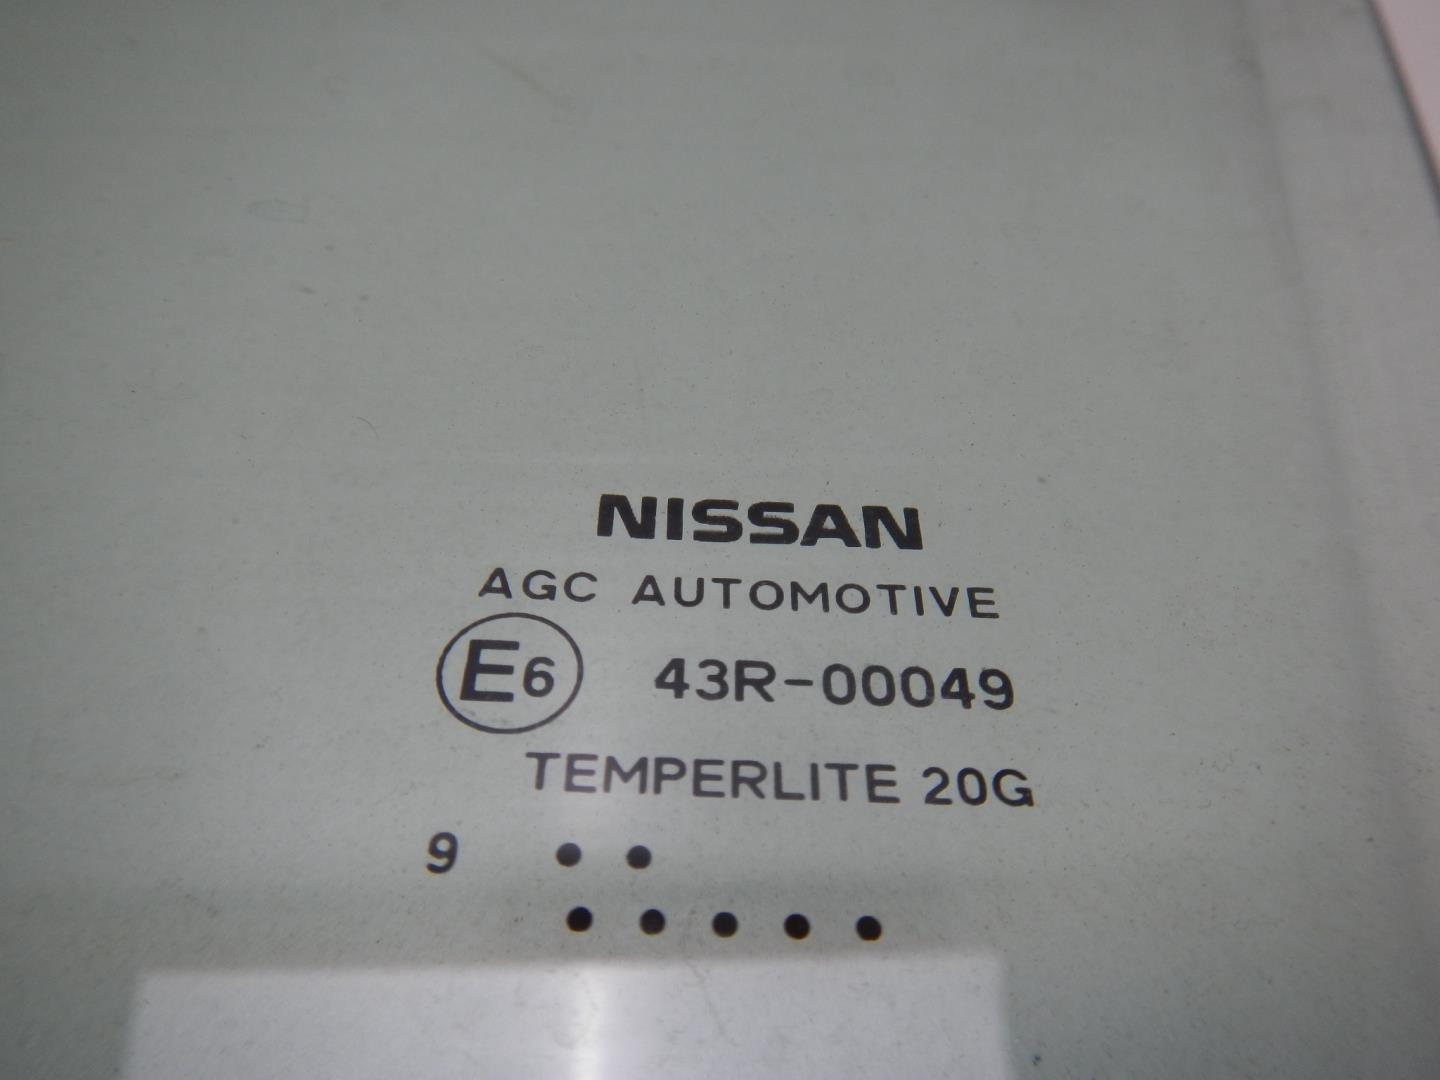 NISSAN
AGC AUTOMOTIVE
E6 43R-00049
TEMPERLITE 20G
9 • •
• • • • •